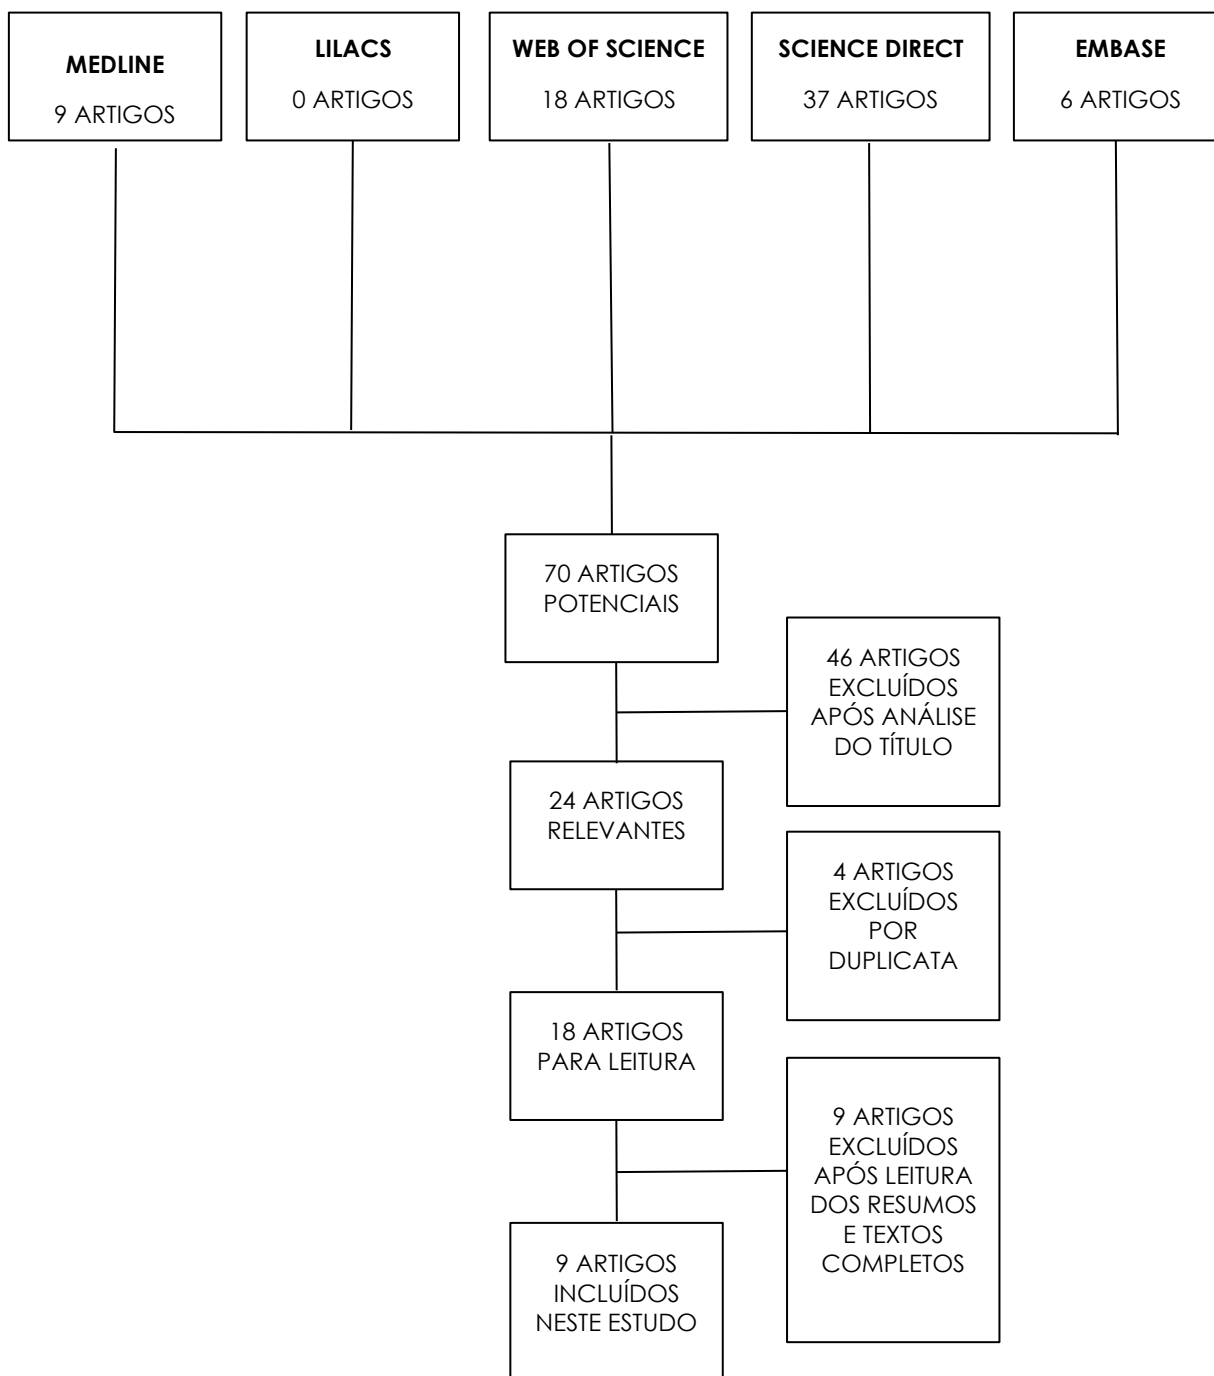 MEDLINE
9 ARTIGOS
LILACS
0 ARTIGOS
WEB OF SCIENCE
18 ARTIGOS
SCIENCE DIRECT
37 ARTIGOS
EMBASE
6 ARTIGOS
70 ARTIGOS
POTENCIAIS
46 ARTIGOS
EXCLUÍDOS
APÓS ANÁLISE
DO TÍTULO
24 ARTIGOS
RELEVANTES
4 ARTIGOS
EXCLUÍDOS
POR
DUPLICATA
18 ARTIGOS
PARA LEITURA
9 ARTIGOS
EXCLUÍDOS
APÓS LEITURA
DOS RESUMOS
E TEXTOS
COMPLETOS
9 ARTIGOS
INCLUÍDOS
NESTE ESTUDO